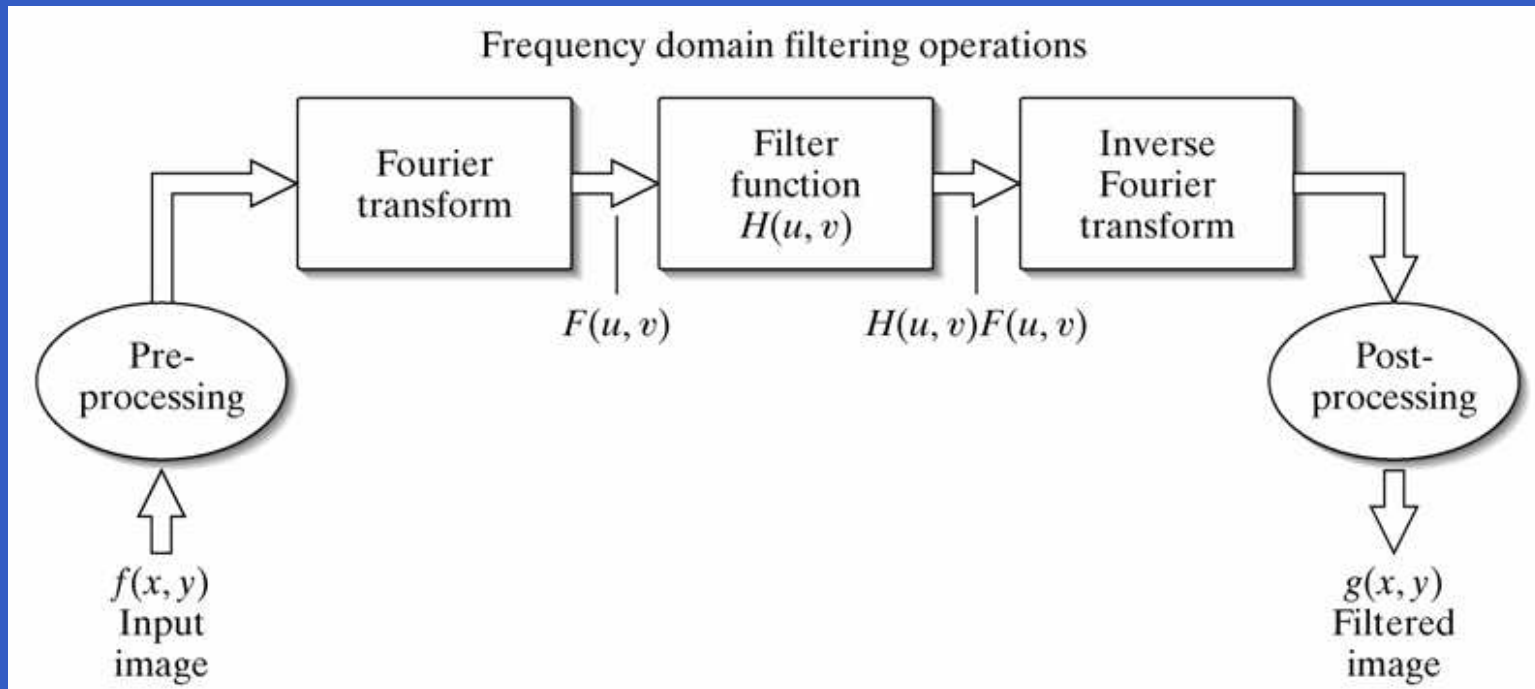 Frequency domain filtering operations
Fourier
transform
Filter
function
H(u, v)
Inverse
Fourier
transform
F(u, v)
H(u, v)F(u, v)
Pre-
processing
Post-
processing
f(x, y)
Input
image
g(x, y)
Filtered
image